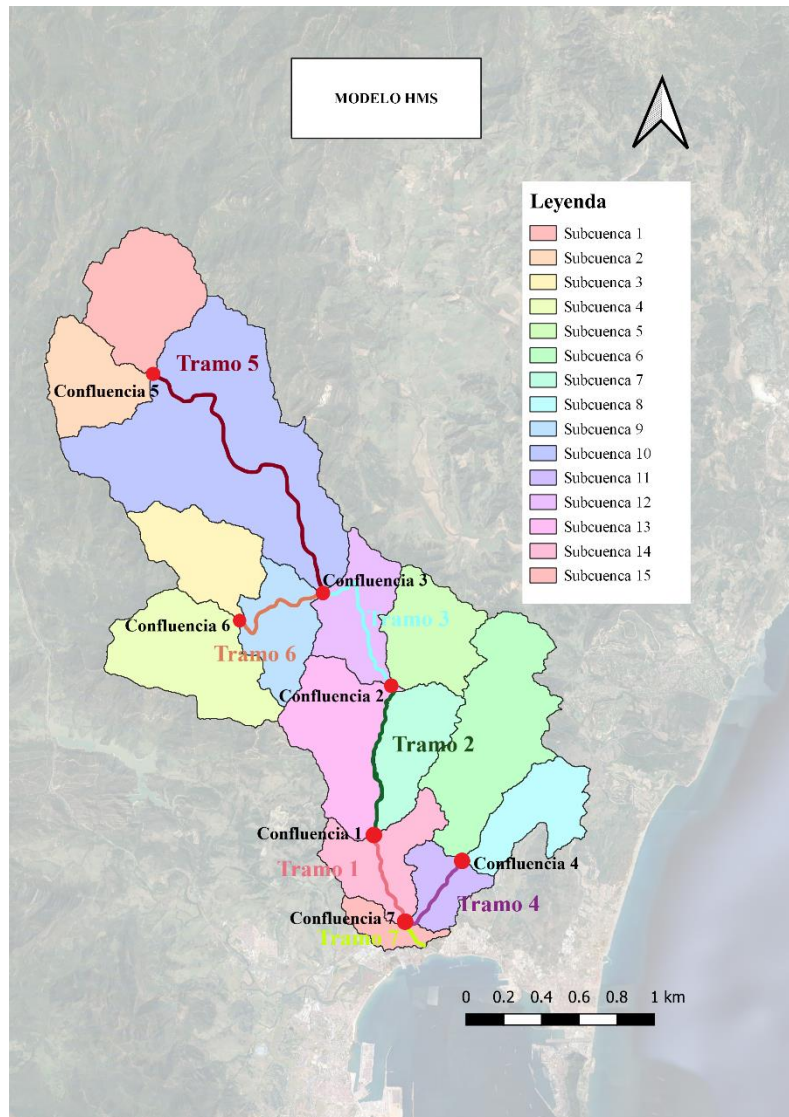 MODELO HMS
Leyenda
Subcuenca 1
Subcuenca 2
Subcuenca 3
Subcuenca 4
Subcuenca 5
Subcuenca 6
Subcuenca 7
Subcuenca 8
Subcuenca 9
Subcuenca 10
Subcuenca 11
Subcuenca 12
Subcuenca 13
Subcuenca 14
Subcuenca 15
Tramo 5
Confluencia 5
Confluencia 3
Tramo 3
Confluencia 6
Tramo 6
Confluencia 2
Tramo 2
Confluencia 1
Confluencia 4
Tramo 1
Tramo 4
Confluencia 7
Tramo 7
0 0.2 0.4 0.6 0.8 1 km